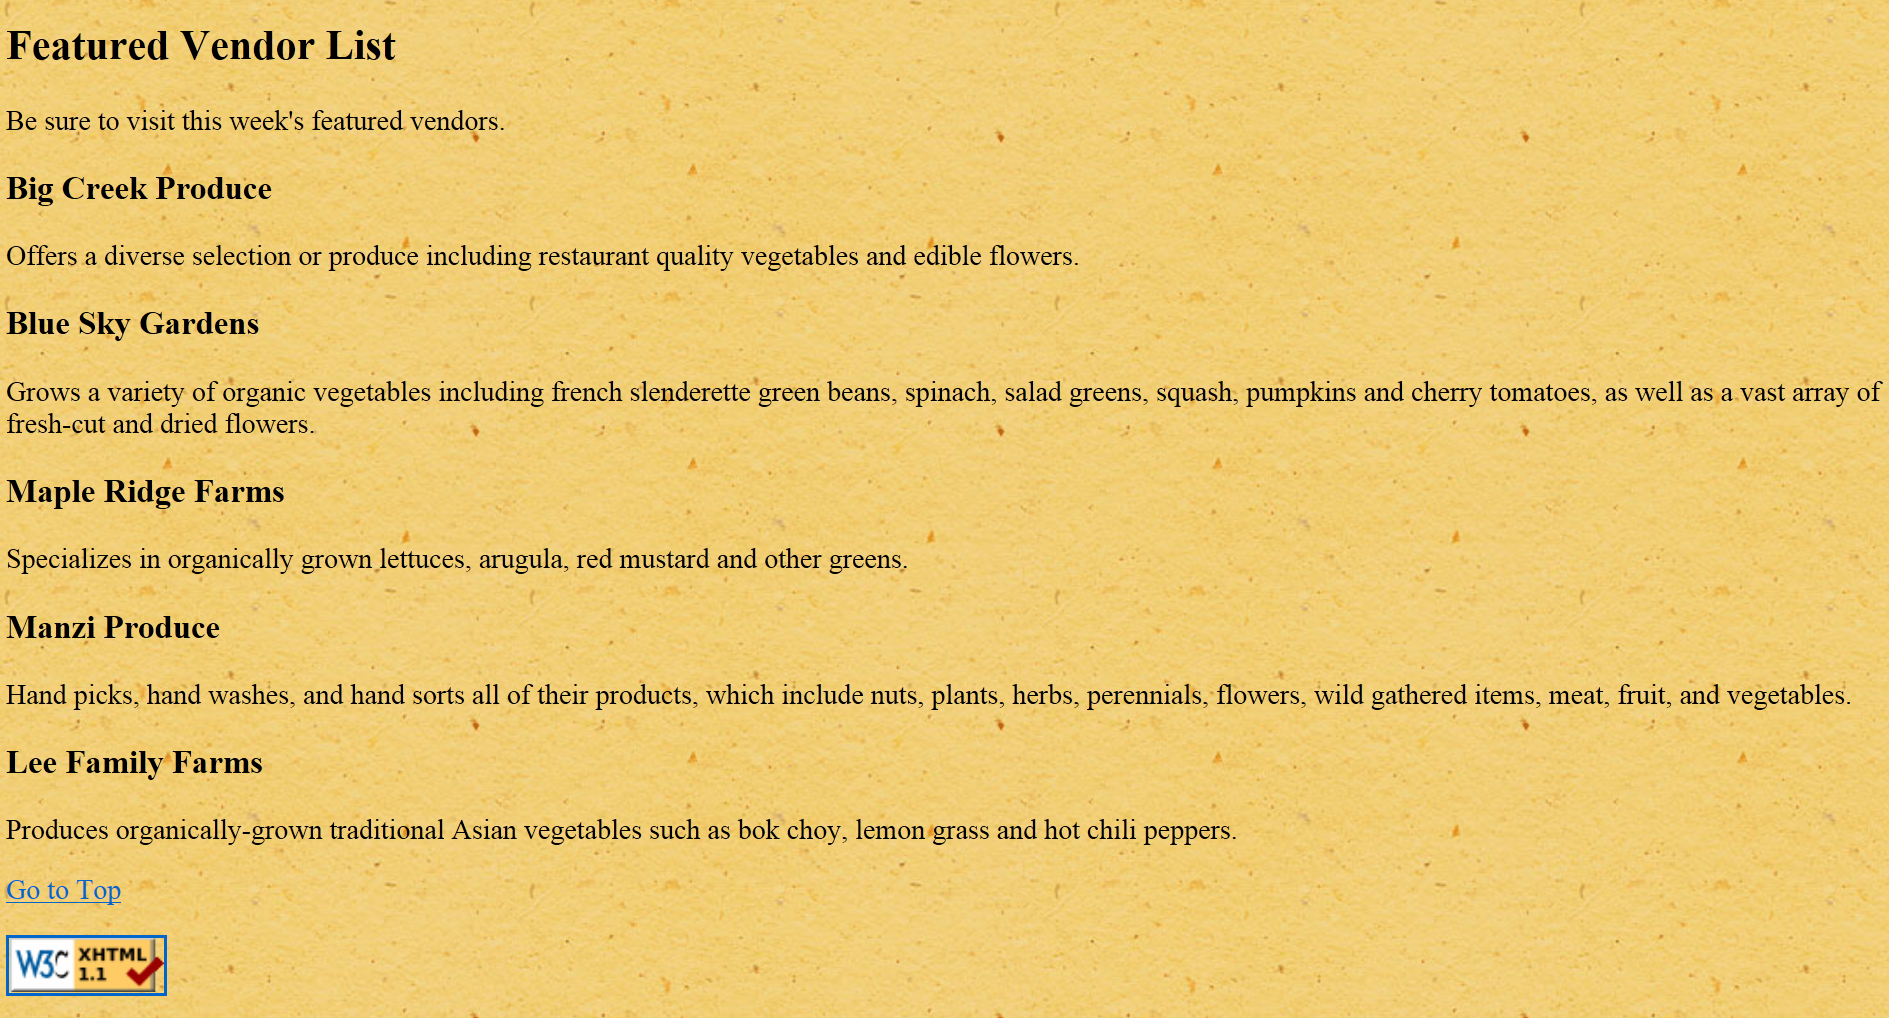 Featured Vendor List
Be sure to visit this week's featured vendors.
Big Creek Produce
Offers a diverse selection or produce including restaurant quality vegetables and edible flowers.
Blue Sky Gardens
Grows a variety of organic vegetables including french slenderette green beans, spinach, salad greens, squash, pumpkins and cherry tomatoes, as well as a vast array of
fresh-cut and dried flowers.
Maple Ridge Farms
Specializes in organically grown lettuces, arugula, red mustard and other greens.
Manzi Produce
Hand picks, hand washes, and hand sorts all of their products, which include nuts, plants, herbs, perennials, flowers, wild gathered items, meat, fruit, and vegetables.
Lee Family Farms
Produces organically-grown traditional Asian vegetables such as bok choy, lemon grass and hot chili peppers.
Go to Top
W3C XHTML
1.1